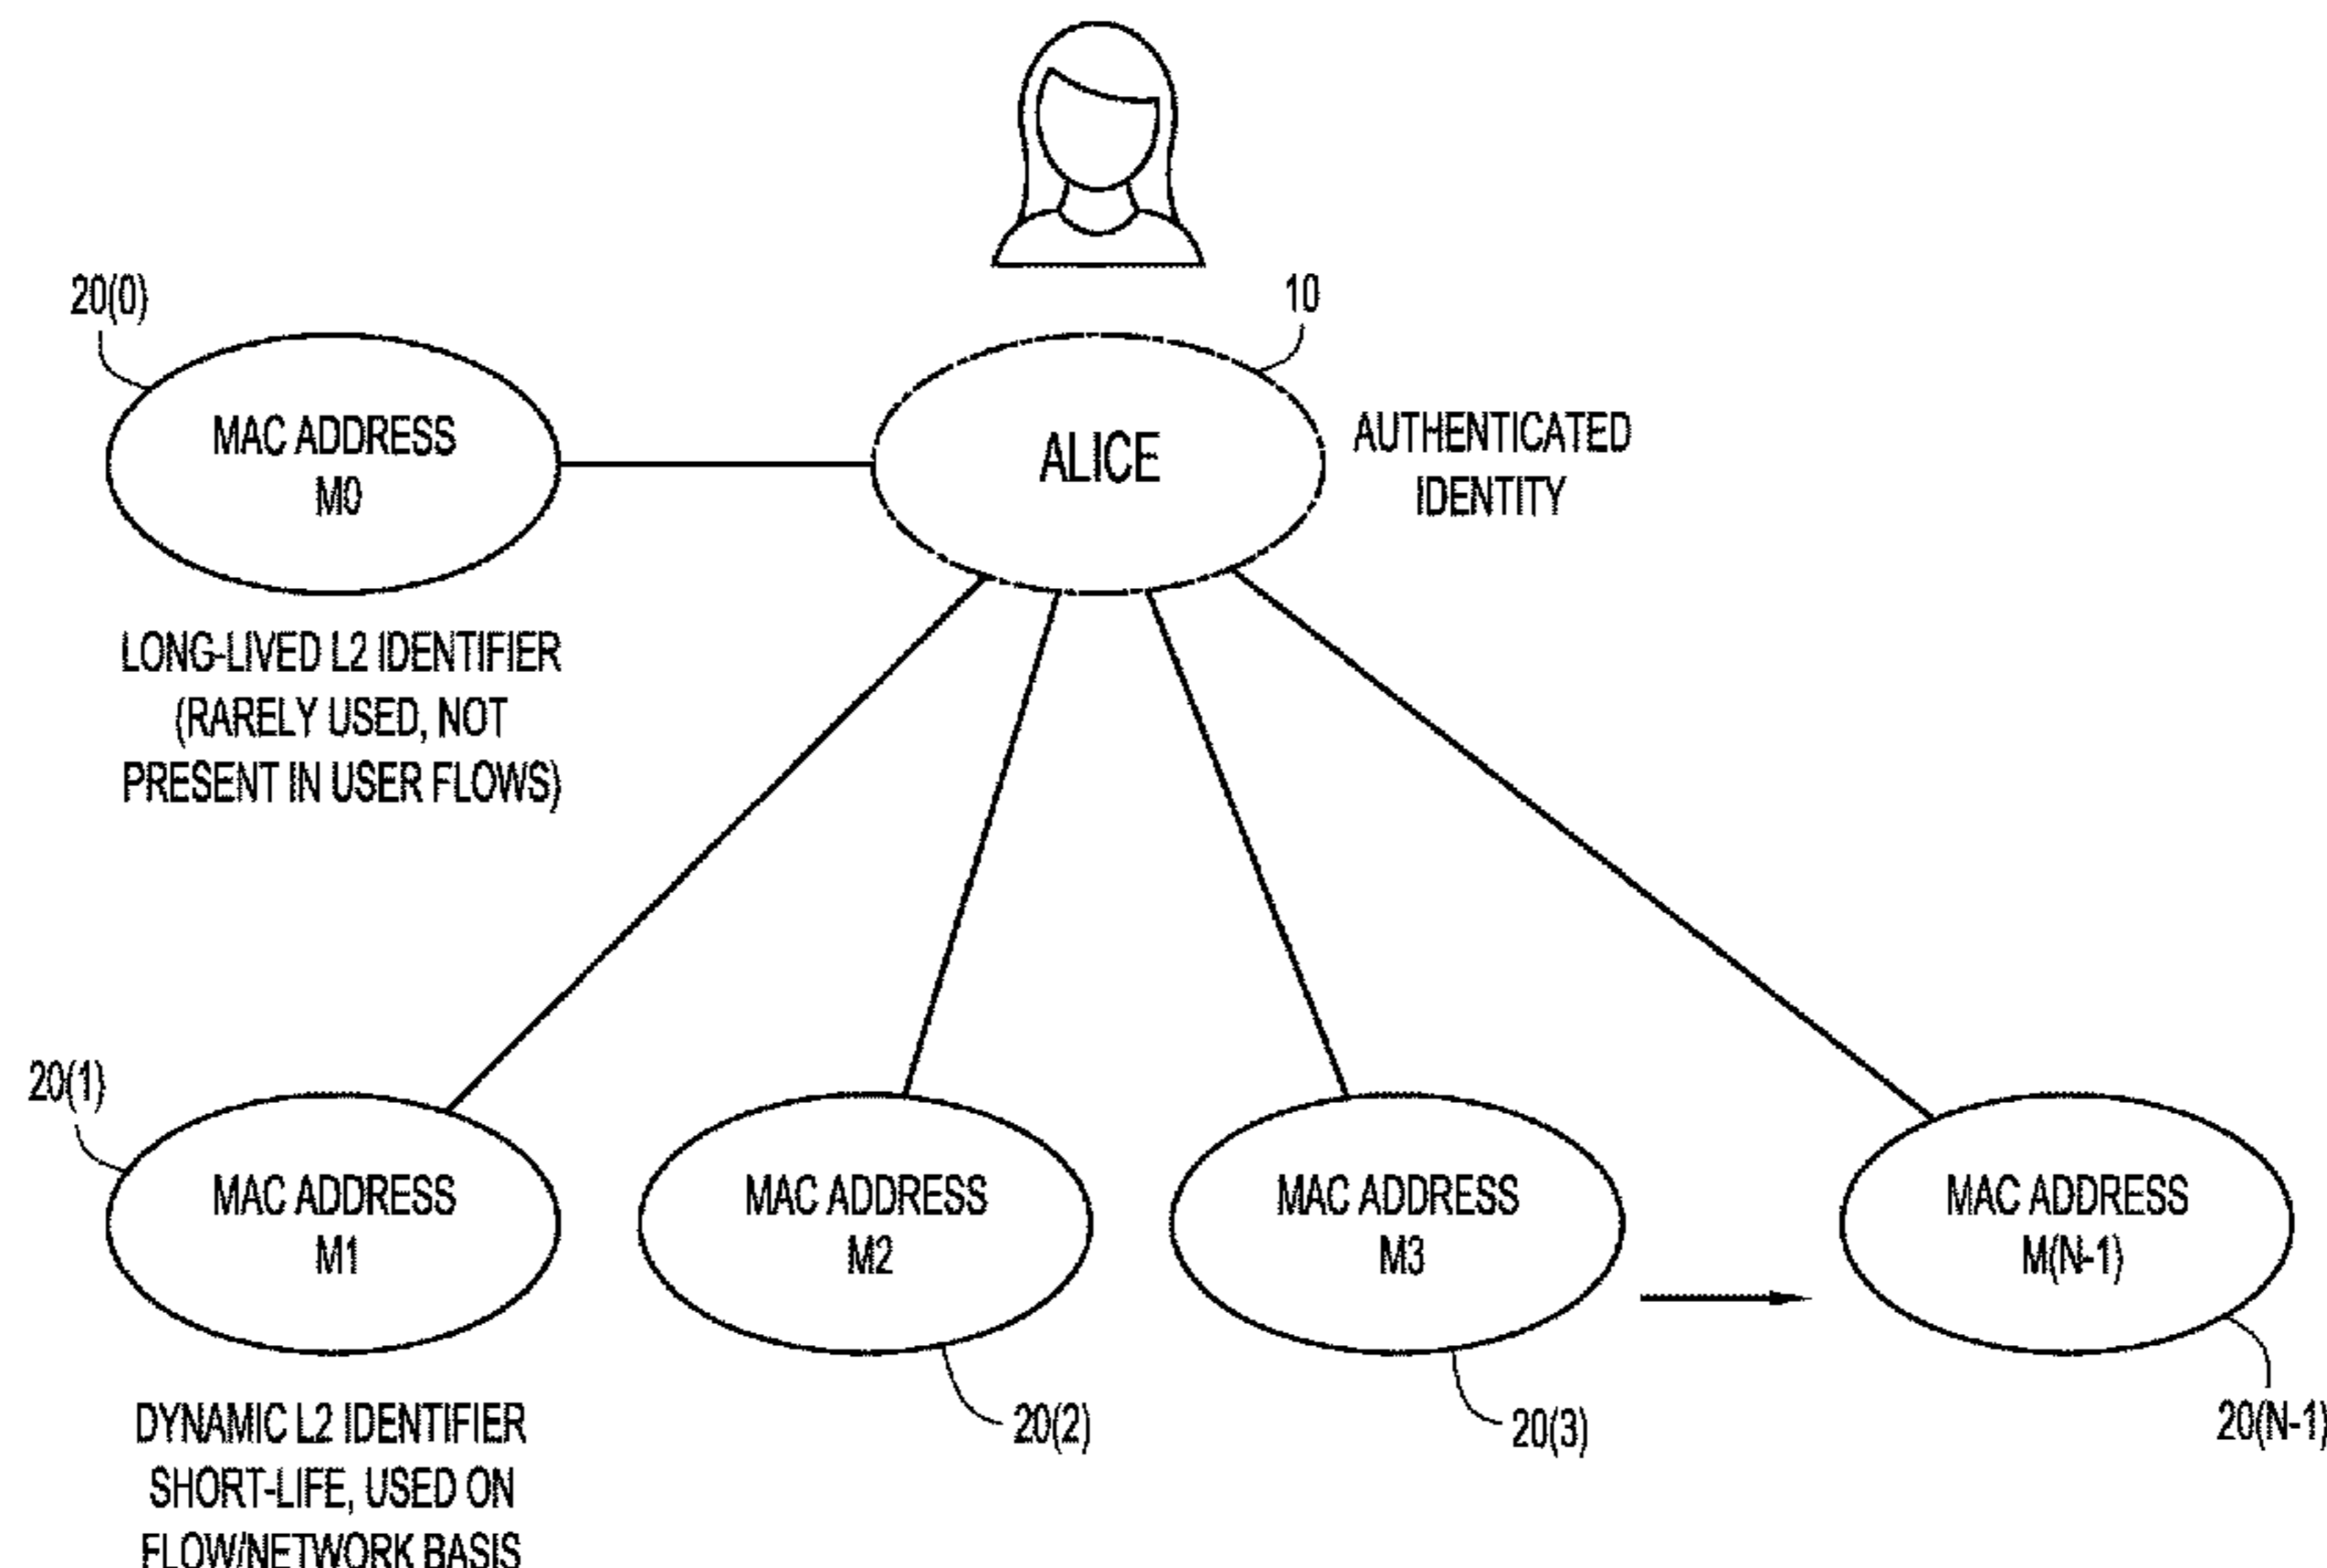 20(0)
10
MAC ADDRESS
M0
ALICE
AUTHENTICATED
IDENTITY
LONG-LIVED L2 IDENTIFIER
(RARELY USED, NOT
PRESENT IN USER FLOWS)
20(1)
MAC ADDRESS
M1
MAC ADDRESS
M2
MAC ADDRESS
M3
MAC ADDRESS
M(N-1)
20(2)
20(3)
20(N-1)
DYNAMIC L2 IDENTIFIER
SHORT-LIFE, USED ON
FLOW/NETWORK BASIS